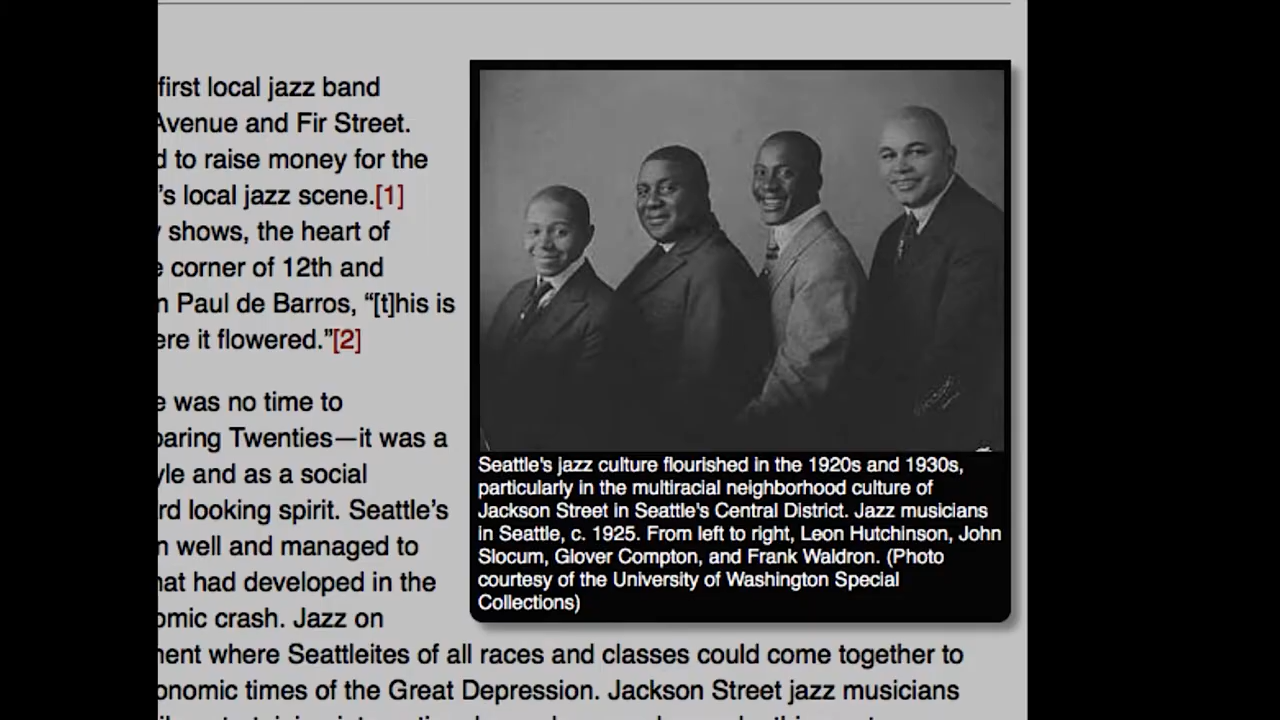 first local jazz band
Avenue and Fir Street.
d to raise money for the
's local jazz scene.[1]
y shows, the heart of
e corner of 12th and
n Paul de Barros, “[t]his is
ere it flowered.”[2]
e was no time to
oaring Twenties—it was a
yle and as a social
rd looking spirit. Seattle’s
n well and managed to
hat had developed in the
omic crash. Jazz on
ment where Seattleites of all races and classes could come together to
onomic times of the Great Depression. Jackson Street jazz musicians
Seattle's jazz culture flourished in the 1920s and 1930s,
particularly in the multiracial neighborhood culture of
Jackson Street in Seattle's Central District. Jazz musicians
in Seattle, c. 1925. From left to right, Leon Hutchinson, John
Slocum, Glover Compton, and Frank Waldron. (Photo
courtesy of the University of Washington Special
Collections)